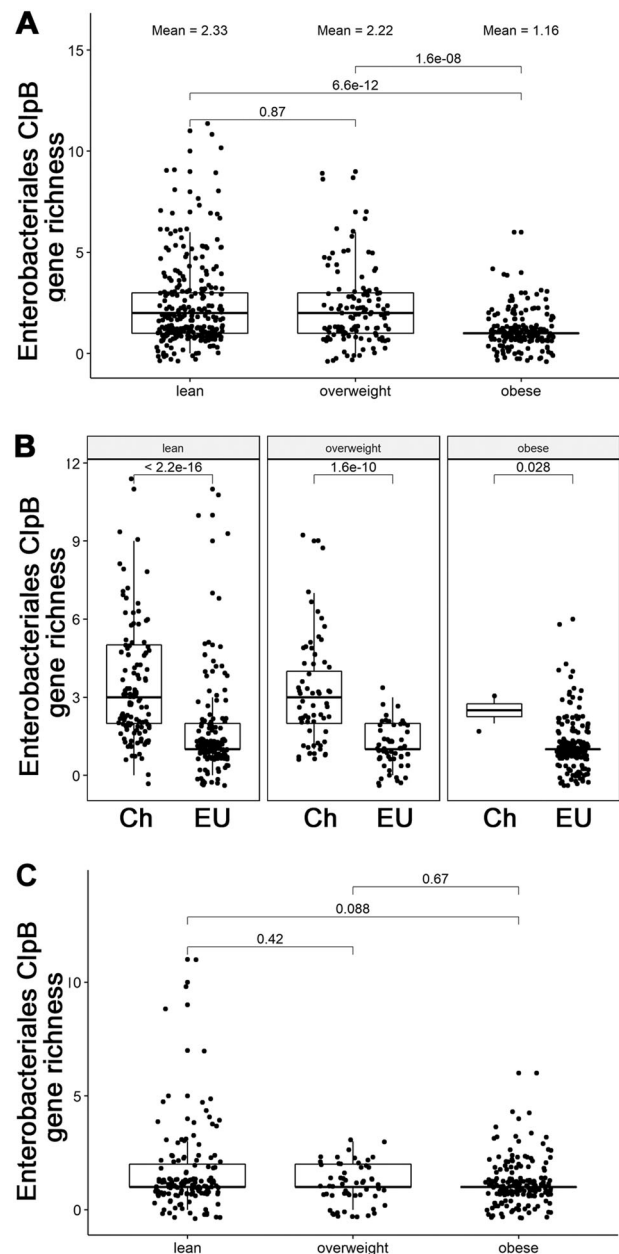 A
Mean = 2.33 Mean = 2.22 Mean = 1.16
15
1.6e-08
6.6e-12
0.87
10
5
0
Enterobacteriales ClpB
gene richness
lean overweight obese
B
lean overweight obese
< 2.2e-16 1.6e-10 0.028
12
9
6
3
0
Enterobacteriales ClpB
gene richness
Ch EU Ch EU Ch EU
C
0.67
0.088
0.42
10
5
0
Enterobacteriales ClpB
gene richness
lean overweight obese